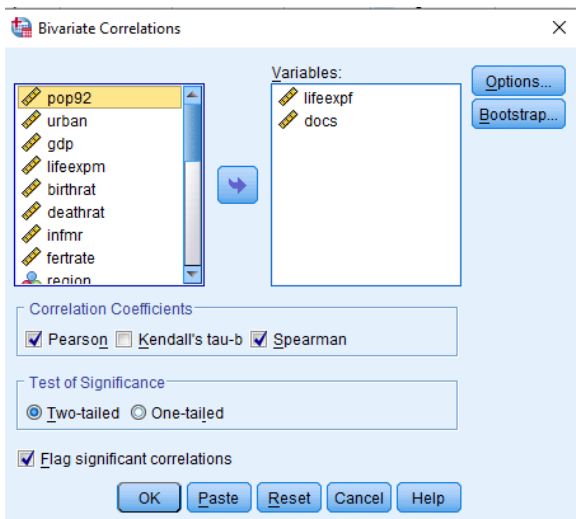 Bivariate Correlations
Variables:
pop92
urban
gdp
lifeexpm
birthrat
deathrat
infmr
fertrate
region
lifeexpf
docs
Options...
Bootstrap...
Correlation Coefficients
Pearson Kendall's tau-b Spearman
Test of Significance
Two-tailed One-tailed
Flag significant correlations
OK Paste Reset Cancel Help